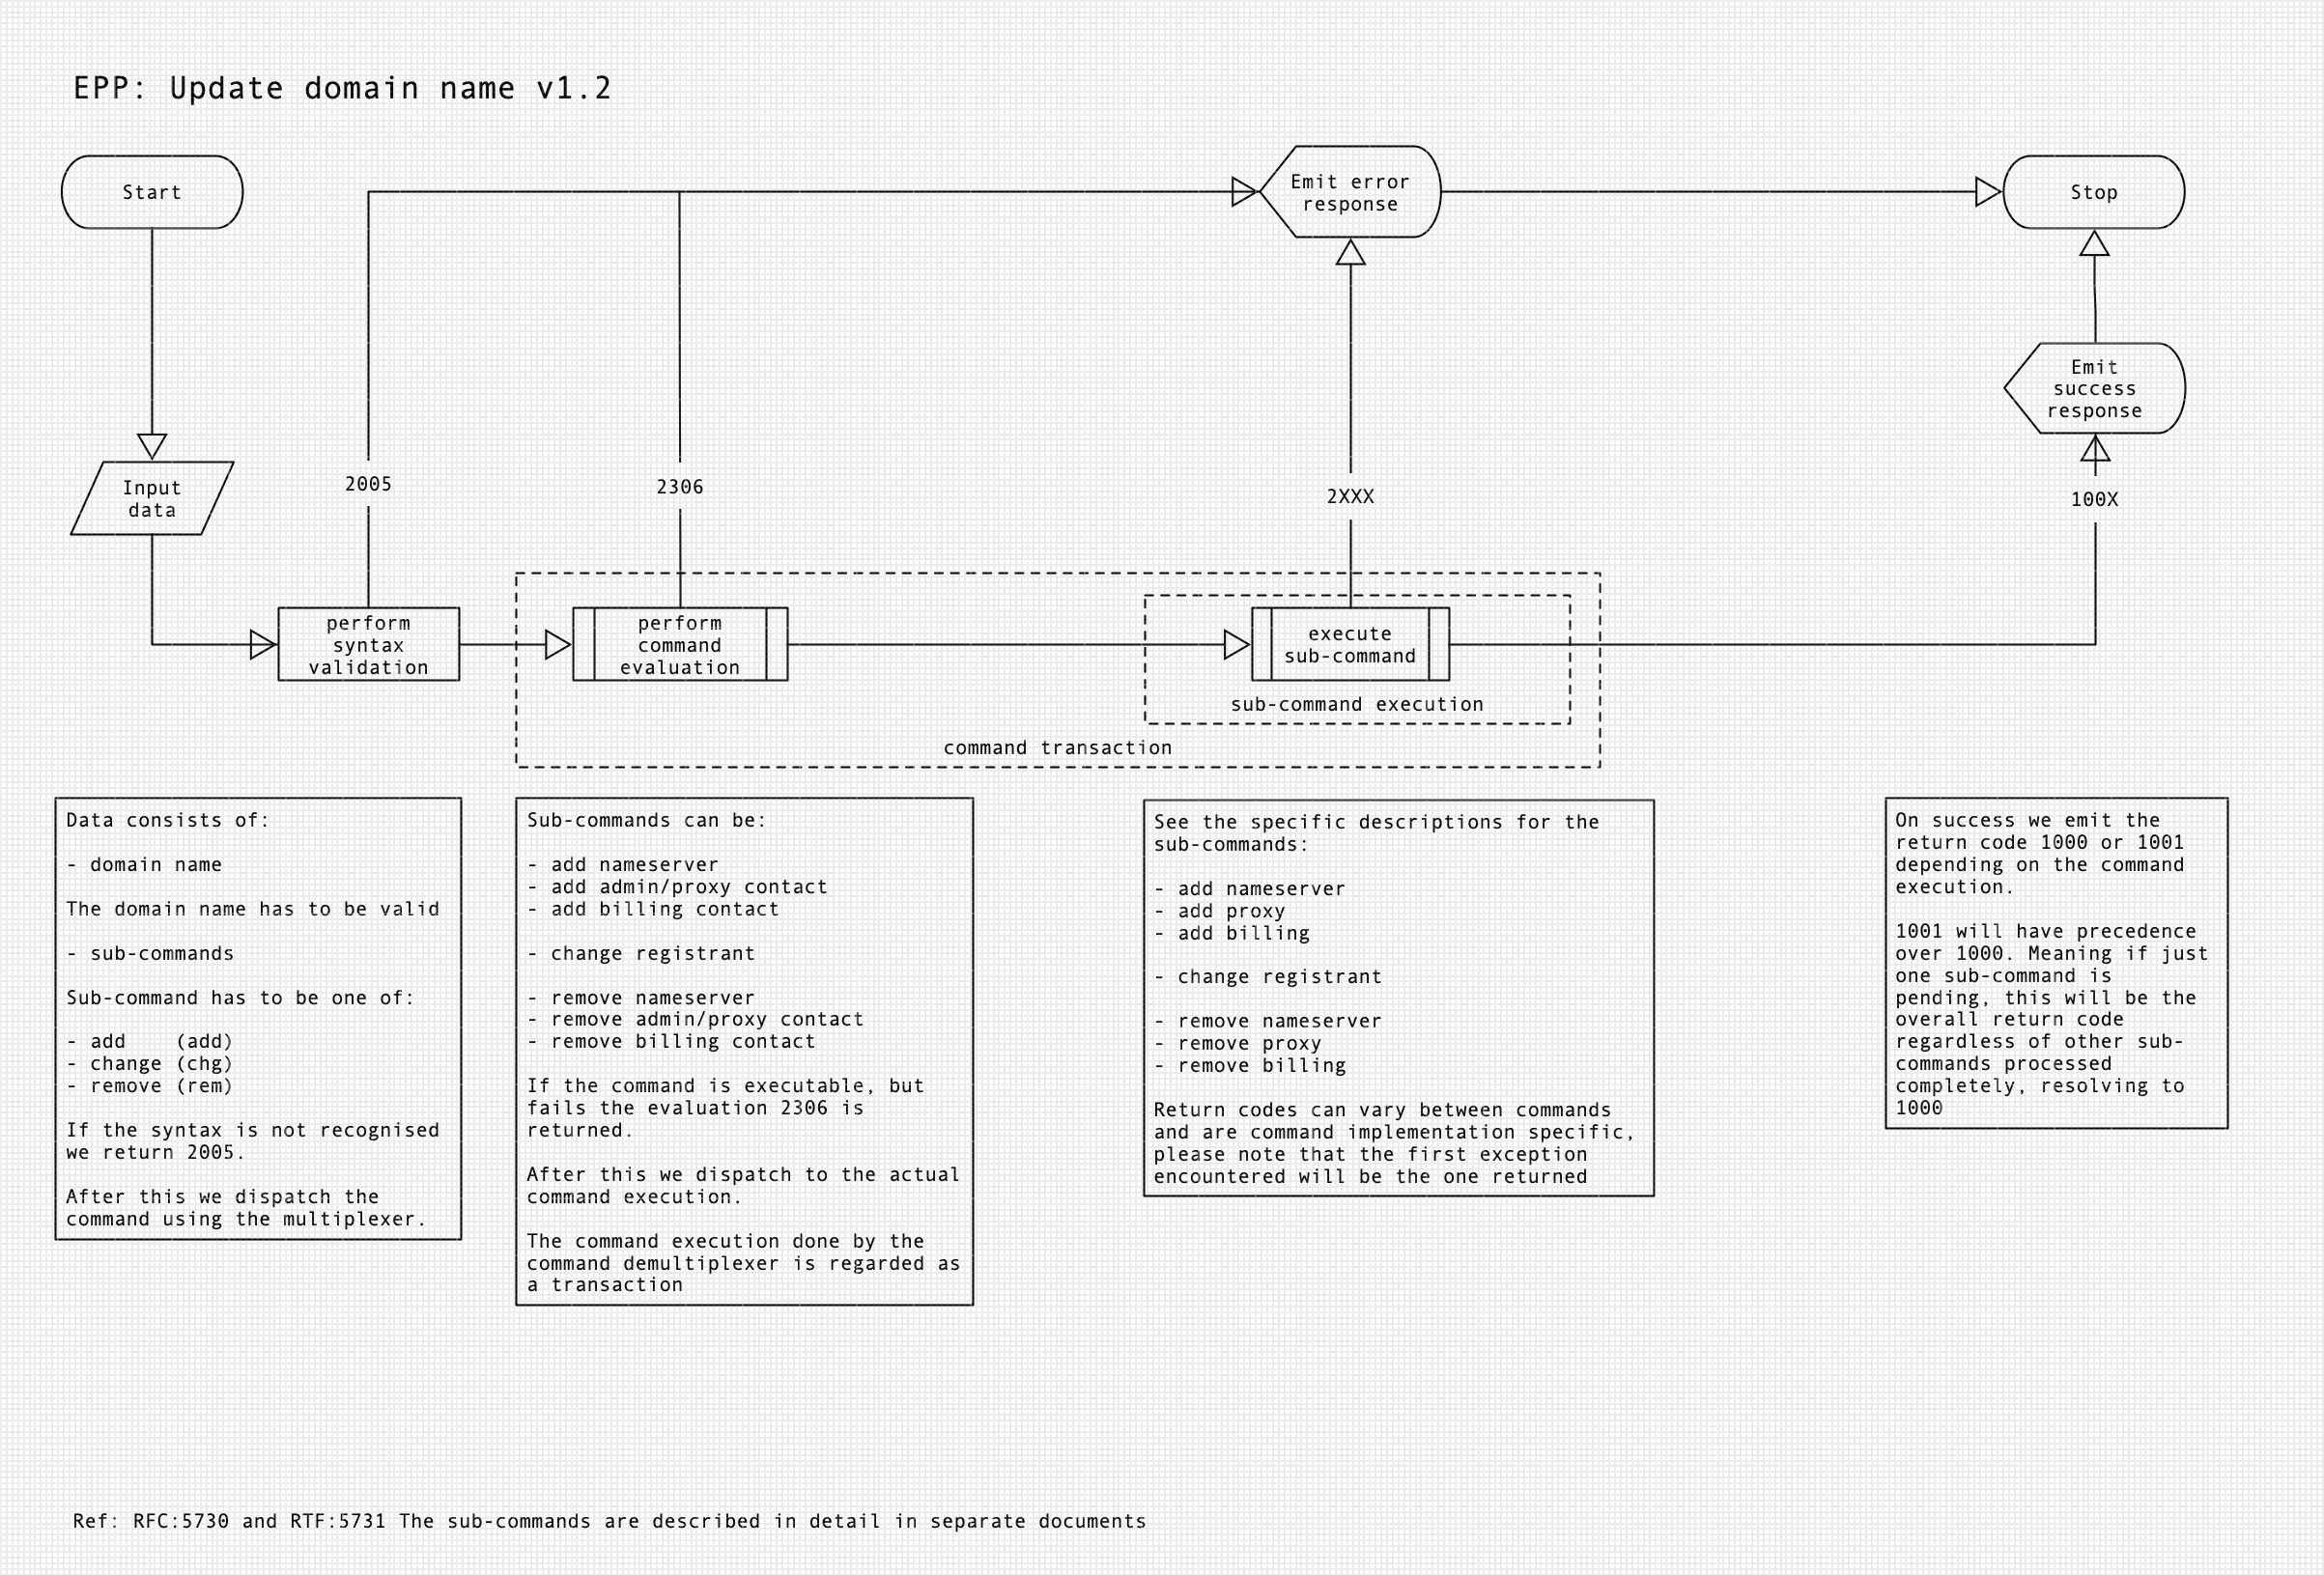 EPP: Update domain name v1.2
Start
Emit error
response
Stop
Emit
success
response
Input
data
2005
2306
2XXX
100X
perform
syntax
validation
perform
command
evaluation
execute
sub-command
sub-command execution
command transaction
Data consists of:
- domain name
The domain name has to be valid
- sub-commands
Sub-command has to be one of:
- add    (add)
- change (chg)
- remove (rem)
If the syntax is not recognised
we return 2005.
After this we dispatch the
command using the multiplexer.
Sub-commands can be:
- add nameserver
- add admin/proxy contact
- add billing contact
- change registrant
- remove nameserver
- remove admin/proxy contact
- remove billing contact
If the command is executable, but
fails the evaluation 2306 is
returned.
After this we dispatch to the actual
command execution.
The command execution done by the
command demultiplexer is regarded as
a transaction
See the specific descriptions for the
sub-commands:
- add nameserver
- add proxy
- add billing
- change registrant
- remove nameserver
- remove proxy
- remove billing
Return codes can vary between commands
and are command implementation specific,
please note that the first exception
encountered will be the one returned
On success we emit the
return code 1000 or 1001
depending on the command
execution.
1001 will have precedence
over 1000. Meaning if just
one sub-command is
pending, this will be the
overall return code
regardless of other sub-
commands processed
completely, resolving to
1000
Ref: RFC:5730 and RTF:5731 The sub-commands are described in detail in separate documents